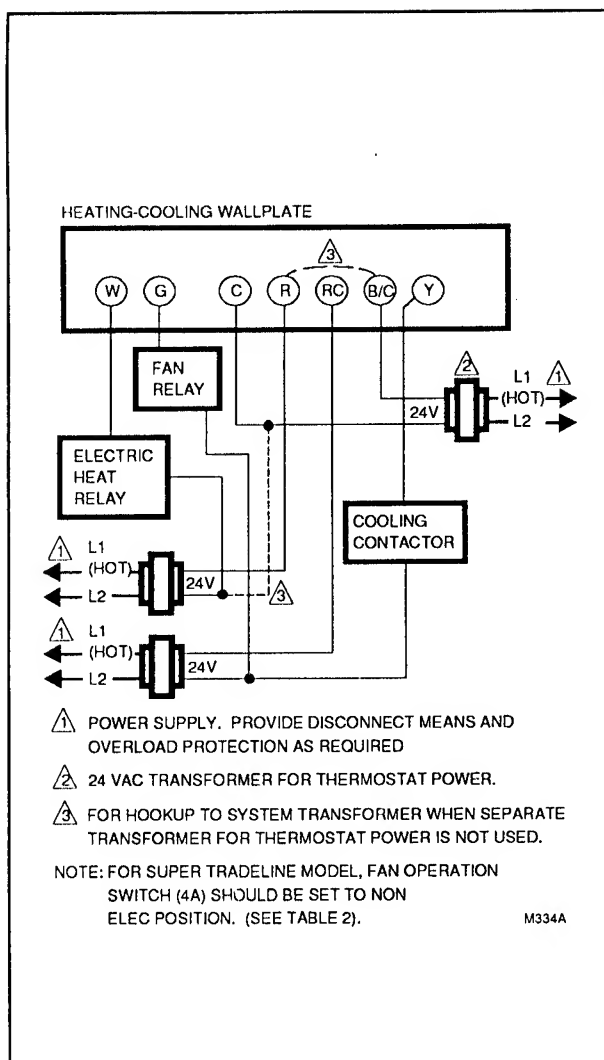 HEATING-COOLING WALLPLATE
3
W G C R RC B/C Y
FAN
RELAY
2
L1 1
(HOT)
24V
L2
ELECTRIC
HEAT
RELAY
COOLING
CONTACTOR
1 L1
(HOT)
24V
L2
3
1 L1
(HOT)
24V
L2
1 POWER SUPPLY. PROVIDE DISCONNECT MEANS AND
OVERLOAD PROTECTION AS REQUIRED
2 24 VAC TRANSFORMER FOR THERMOSTAT POWER.
3 FOR HOOKUP TO SYSTEM TRANSFORMER WHEN SEPARATE
TRANSFORMER FOR THERMOSTAT POWER IS NOT USED.
NOTE: FOR SUPER TRADELINE MODEL, FAN OPERATION
SWITCH (4A) SHOULD BE SET TO NON
ELEC POSITION. (SEE TABLE 2).
M334A